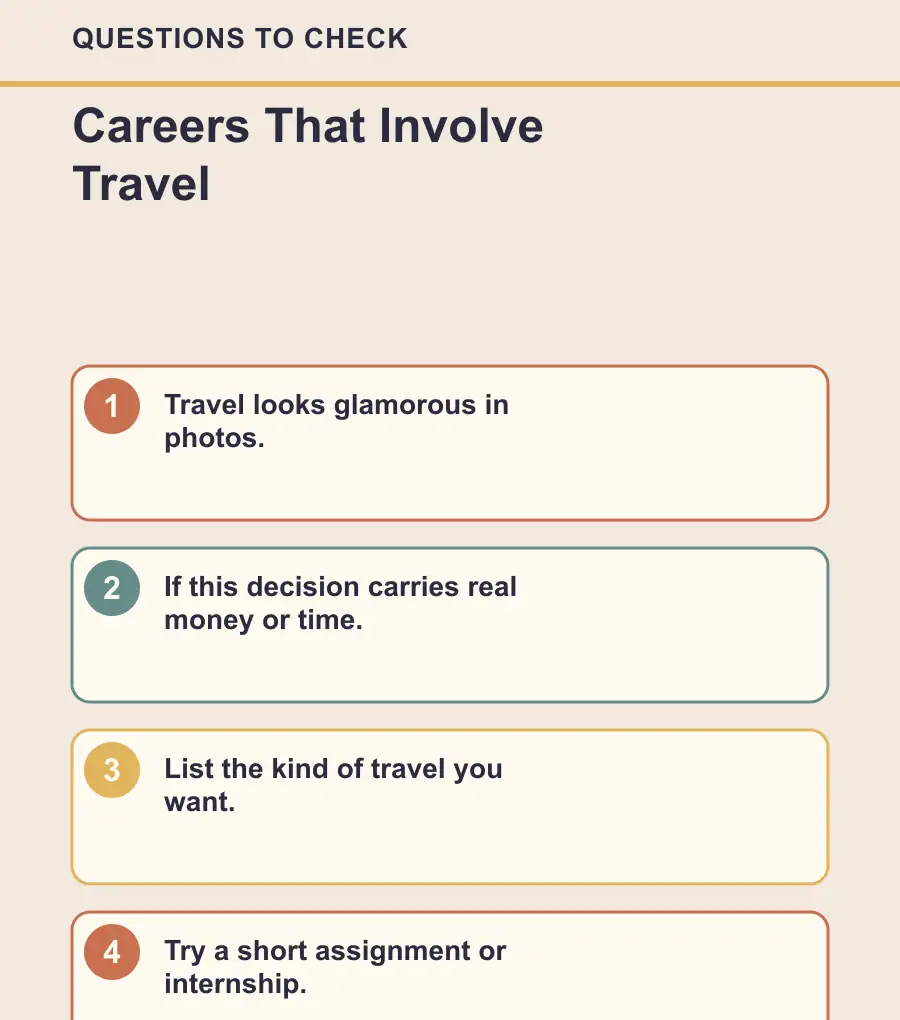 QUESTIONS TO CHECK
Careers That Involve
Travel
1
Travel looks glamorous in
photos.
2
If this decision carries real
money or time.
3
List the kind of travel you
want.
4
Try a short assignment or
internship.